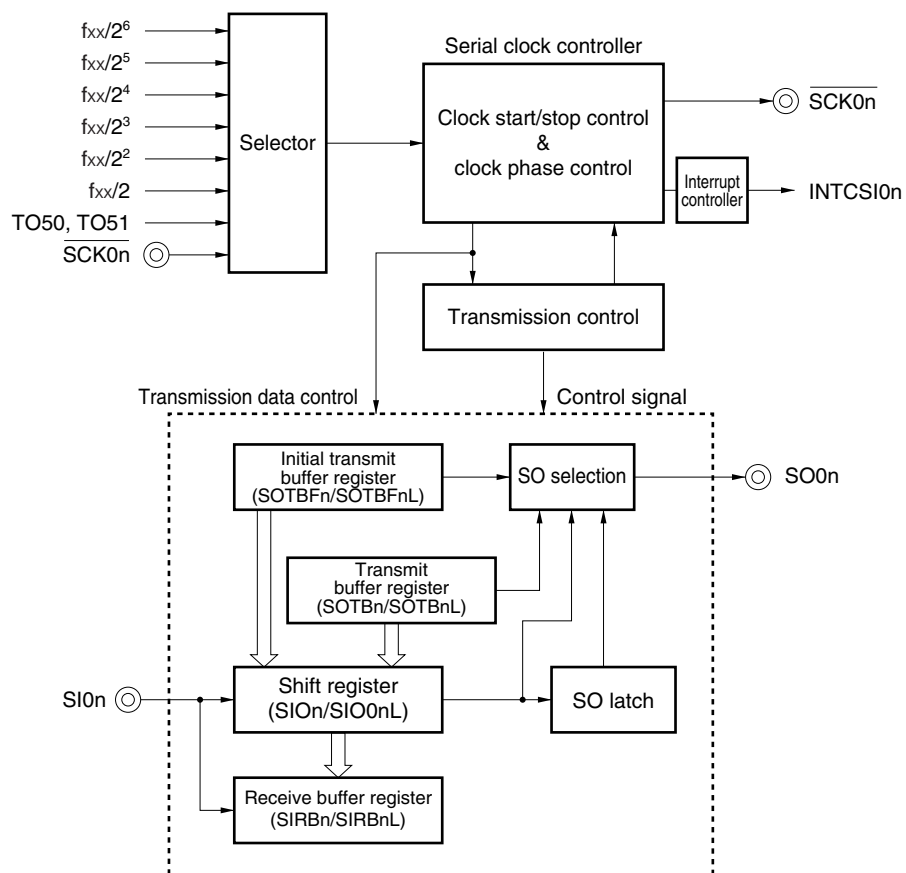 fxx/2⁶
fxx/2⁵
fxx/2⁴
fxx/2³
fxx/2²
fxx/2
TO50, TO51
SCK0n
Selector
Serial clock controller
Clock start/stop control
&
clock phase control
SCK0n
Interrupt
controller
INTCSI0n
Transmission control
Transmission data control
Control signal
Initial transmit
buffer register
(SOTBFn/SOTBFnL)
SO selection
SO0n
Transmit
buffer register
(SOTBn/SOTBnL)
SI0n
Shift register
(SIOn/SIO0nL)
SO latch
Receive buffer register
(SIRBn/SIRBnL)